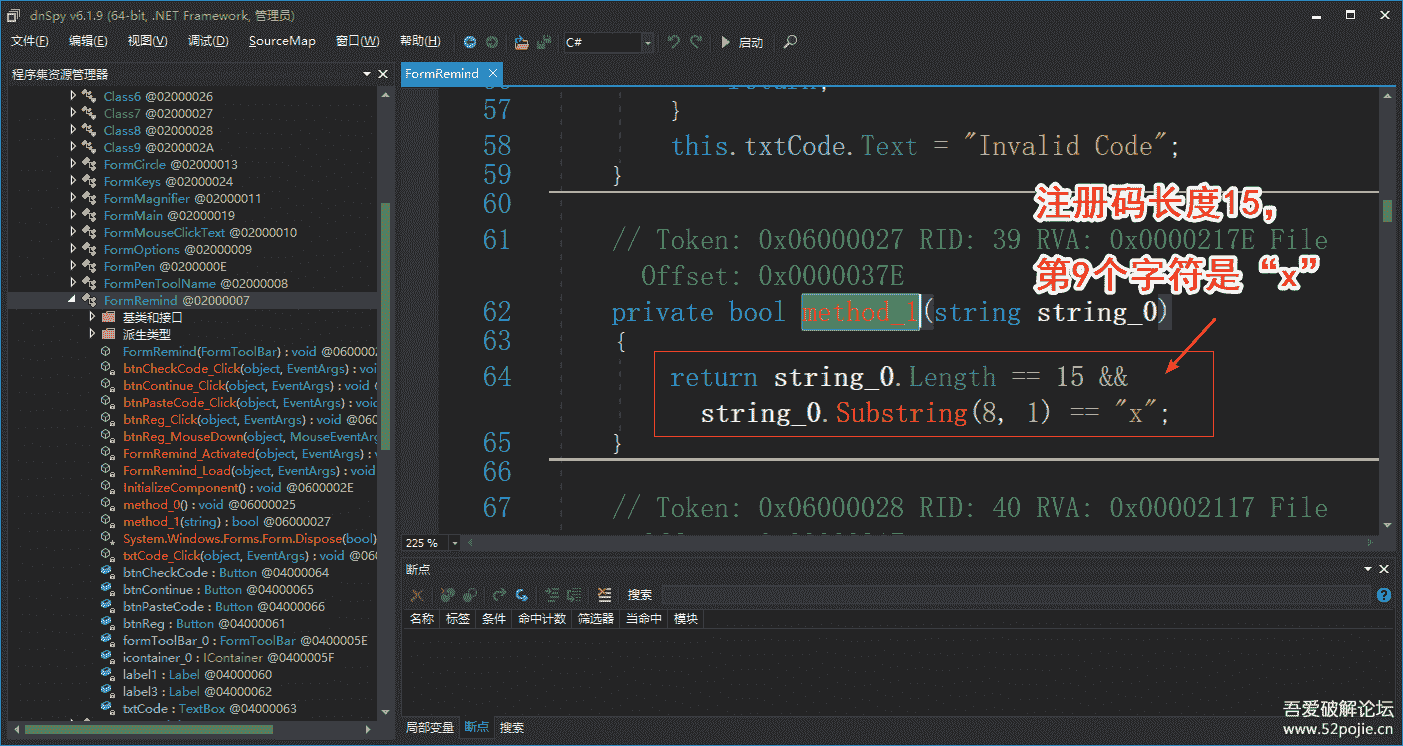 dnSpy v6.1.9 (64-bit, .NET Framework, 管理员)
文件(F) 编辑(E) 视图(V) 调试(D) SourceMap 窗口(W) 帮助(H) C# 启动
程序集资源管理器
Class6 @02000026
Class7 @02000027
Class8 @02000028
Class9 @0200002A
FormCircle @02000013
FormKeys @02000024
FormMagnifier @02000011
FormMain @02000019
FormMouseClickText @02000010
FormOptions @02000009
FormPen @0200000E
FormPenToolName @02000008
FormRemind @02000007
基类和接口
派生类型
FormRemind(FormToolBar) : void @060002
btnCheckCode_Click(object, EventArgs) : voi
btnContinue_Click(object, EventArgs) : void
btnPasteCode_Click(object, EventArgs) : voi
btnReg_Click(object, EventArgs) : void @060
btnReg_MouseDown(object, MouseEventAr
FormRemind_Activated(object, EventArgs) :
FormRemind_Load(object, EventArgs) : void
InitializeComponent() : void @0600002E
method_0() : void @06000025
method_1(string) : bool @06000027
System.Windows.Forms.Form.Dispose(bool)
txtCode_Click(object, EventArgs) : void @060
btnCheckCode : Button @04000064
btnContinue : Button @04000065
btnPasteCode : Button @04000066
btnReg : Button @04000061
formToolBar_0 : FormToolBar @0400005E
icontainer_0 : IContainer @0400005F
label1 : Label @04000060
label3 : Label @04000062
txtCode : TextBox @04000063
FormRemind
57 }
58 this.txtCode.Text = "Invalid Code";
59 }
60
61 // Token: 0x06000027 RID: 39 RVA: 0x0000217E File
Offset: 0x0000037E
62 private bool method_1(string string_0)
63 {
64 return string_0.Length == 15 &&
string_0.Substring(8, 1) == "x";
65 }
66
67 // Token: 0x06000028 RID: 40 RVA: 0x00002117 File
注册码长度15，
第9个字符是“x”
225 %
断点
搜索
名称 标签 条件 命中计数 筛选器 当命中 模块
局部变量 断点 搜索
吾爱破解论坛
www.52pojie.cn